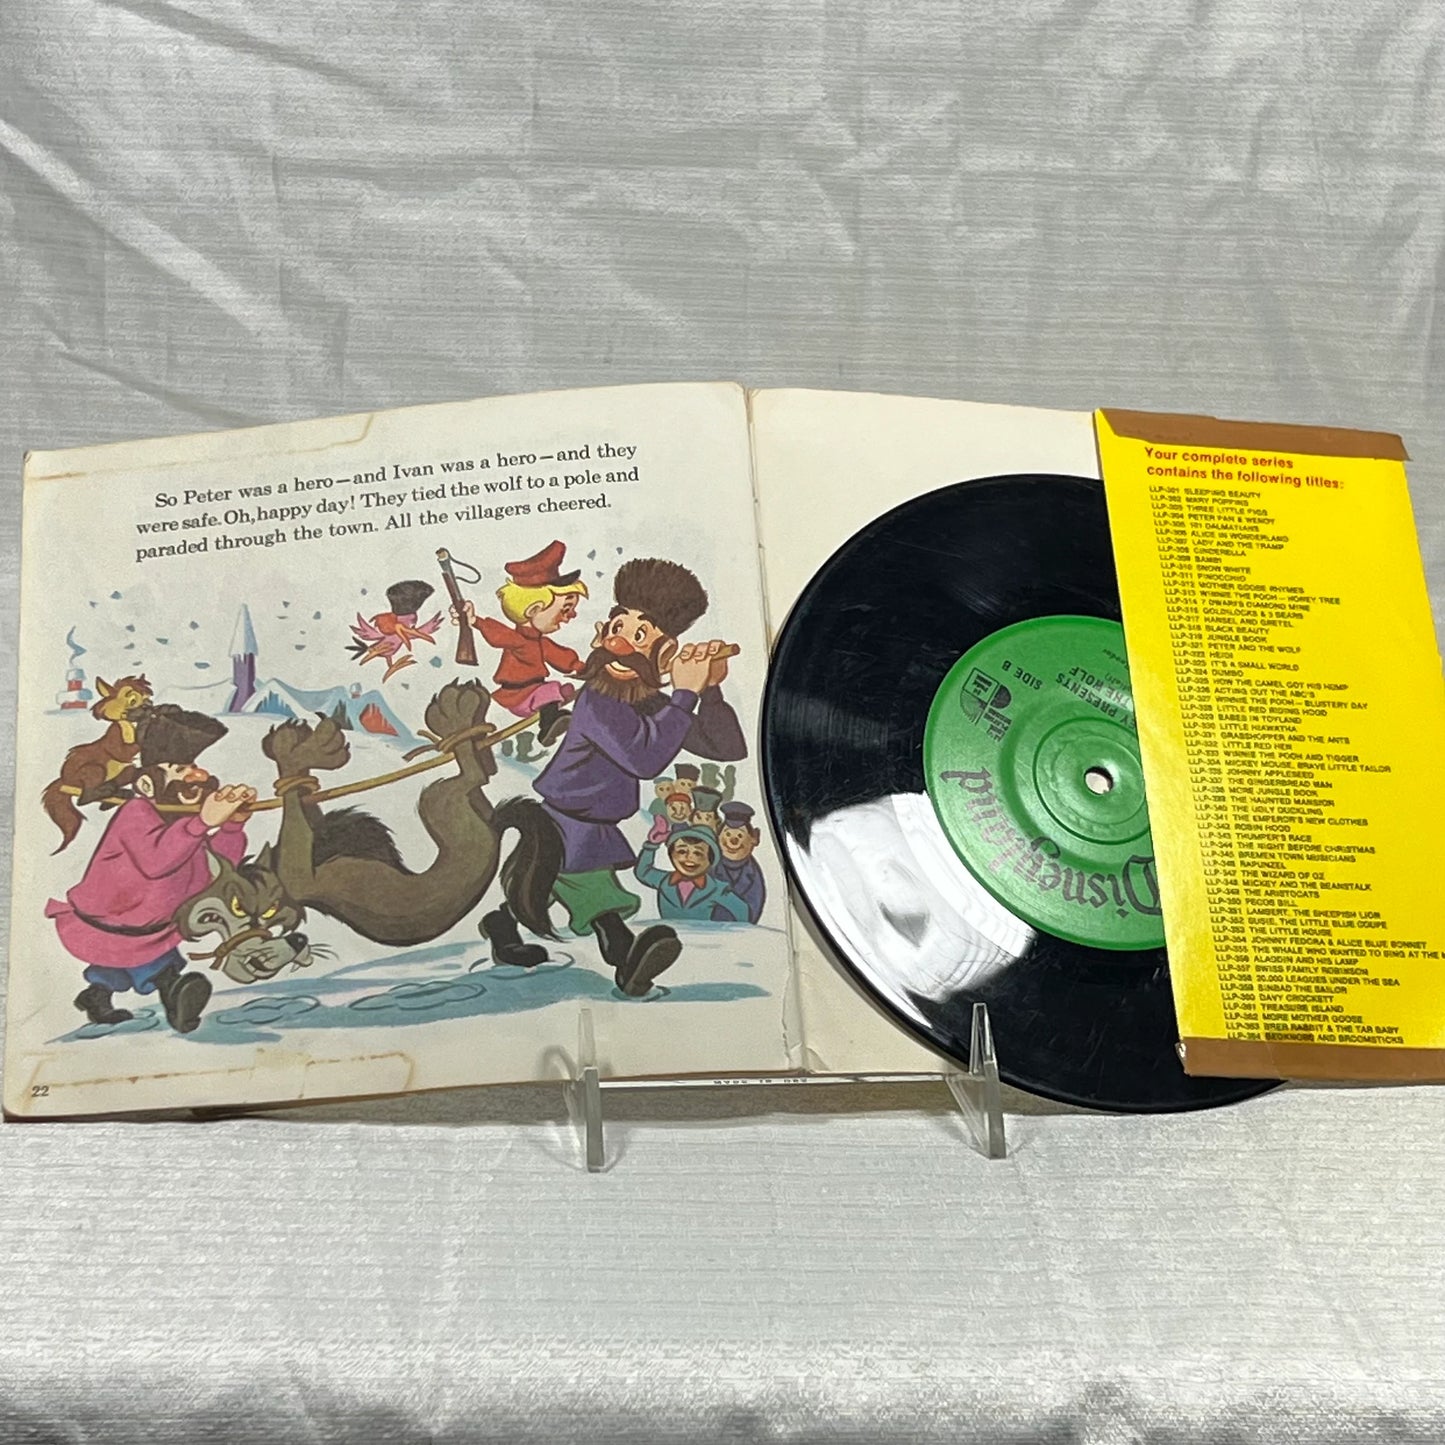 So Peter was a hero—and Ivan was a hero—and they
were safe. Oh, happy day! They tied the wolf to a pole and
paraded through the town. All the villagers cheered.
22
SIDE B
EY PRESENTS
THE WOLF
Disneyland
MADE IN USA
Your complete series
contains the following titles:
LLP-301 SLEEPING BEAUTY
LLP-302 MARY POPPINS
LLP-303 THREE LITTLE PIGS
LLP-304 PETER PAN & WENDY
LLP-305 101 DALMATIANS
LLP-306 ALICE IN WONDERLAND
LLP-307 LADY AND THE TRAMP
LLP-308 CINDERELLA
LLP-309 BAMBI
LLP-310 SNOW WHITE
LLP-311 PINOCCHIO
LLP-312 MOTHER GOOSE RHYMES
LLP-313 WINNIE THE POOH—HONEY TREE
LLP-314 7 DWARFS DIAMOND MINE
LLP-315 GOLDILOCKS & 3 BEARS
LLP-317 HANSEL AND GRETEL
LLP-318 BLACK BEAUTY
LLP-319 JUNGLE BOOK
LLP-321 PETER AND THE WOLF
LLP-322 HEIDI
LLP-323 IT'S A SMALL WORLD
LLP-324 DUMBO
LLP-325 HOW THE CAMEL GOT HIS HUMP
LLP-326 ACTING OUT THE ABC'S
LLP-327 WINNIE THE POOH—BLUSTERY DAY
LLP-328 LITTLE RED RIDING HOOD
LLP-329 BABES IN TOYLAND
LLP-330 LITTLE HIAWATHA
LLP-331 GRASSHOPPER AND THE ANTS
LLP-332 LITTLE RED HEN
LLP-333 WINNIE THE POOH AND TIGGER
LLP-334 MICKEY MOUSE, BRAVE LITTLE TAILOR
LLP-335 JOHNNY APPLESEED
LLP-337 THE GINGERBREAD MAN
LLP-338 MORE JUNGLE BOOK
LLP-339 THE HAUNTED MANSION
LLP-340 THE UGLY DUCKLING
LLP-341 THE EMPEROR'S NEW CLOTHES
LLP-342 ROBIN HOOD
LLP-343 THUMPER'S RACE
LLP-344 THE NIGHT BEFORE CHRISTMAS
LLP-345 BREMEN TOWN MUSICIANS
LLP-346 RAPUNZEL
LLP-347 THE WIZARD OF OZ
LLP-348 MICKEY AND THE BEANSTALK
LLP-349 THE ARISTOCATS
LLP-350 PECOS BILL
LLP-351 LAMBERT, THE SHEEPISH LION
LLP-352 SUSIE, THE LITTLE BLUE COUPE
LLP-353 THE LITTLE HOUSE
LLP-354 JOHNNY FEDORA & ALICE BLUE BONNET
LLP-355 THE WHALE WHO WANTED TO SING AT THE
LLP-356 ALADDIN AND HIS LAMP
LLP-357 SWISS FAMILY ROBINSON
LLP-358 20,000 LEAGUES UNDER THE SEA
LLP-359 SINBAD THE SAILOR
LLP-360 DAVY CROCKETT
LLP-361 TREASURE ISLAND
LLP-362 MORE MOTHER GOOSE
LLP-363 BRER RABBIT & THE TAR BABY
LLP-364 BEDKNOBS AND BROOMSTICKS